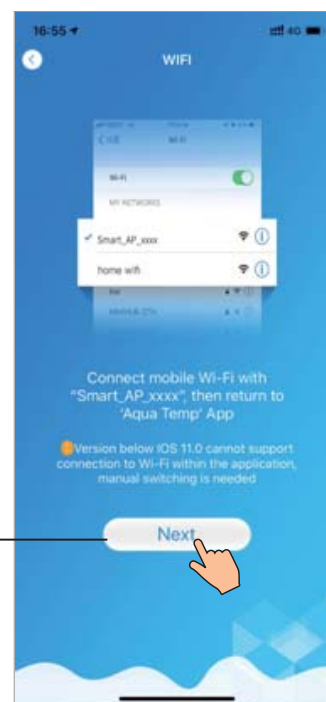 16:55
4G
WIFI
Wi-Fi
Wi-Fi
MY NETWORKS
Smart_AP_xxxx
home wifi
Connect mobile Wi-Fi with
"Smart_AP_xxxx", then return to
'Aqua Temp' App
Version below IOS 11.0 cannot support
connection to Wi-Fi within the application,
manual switching is needed
Next